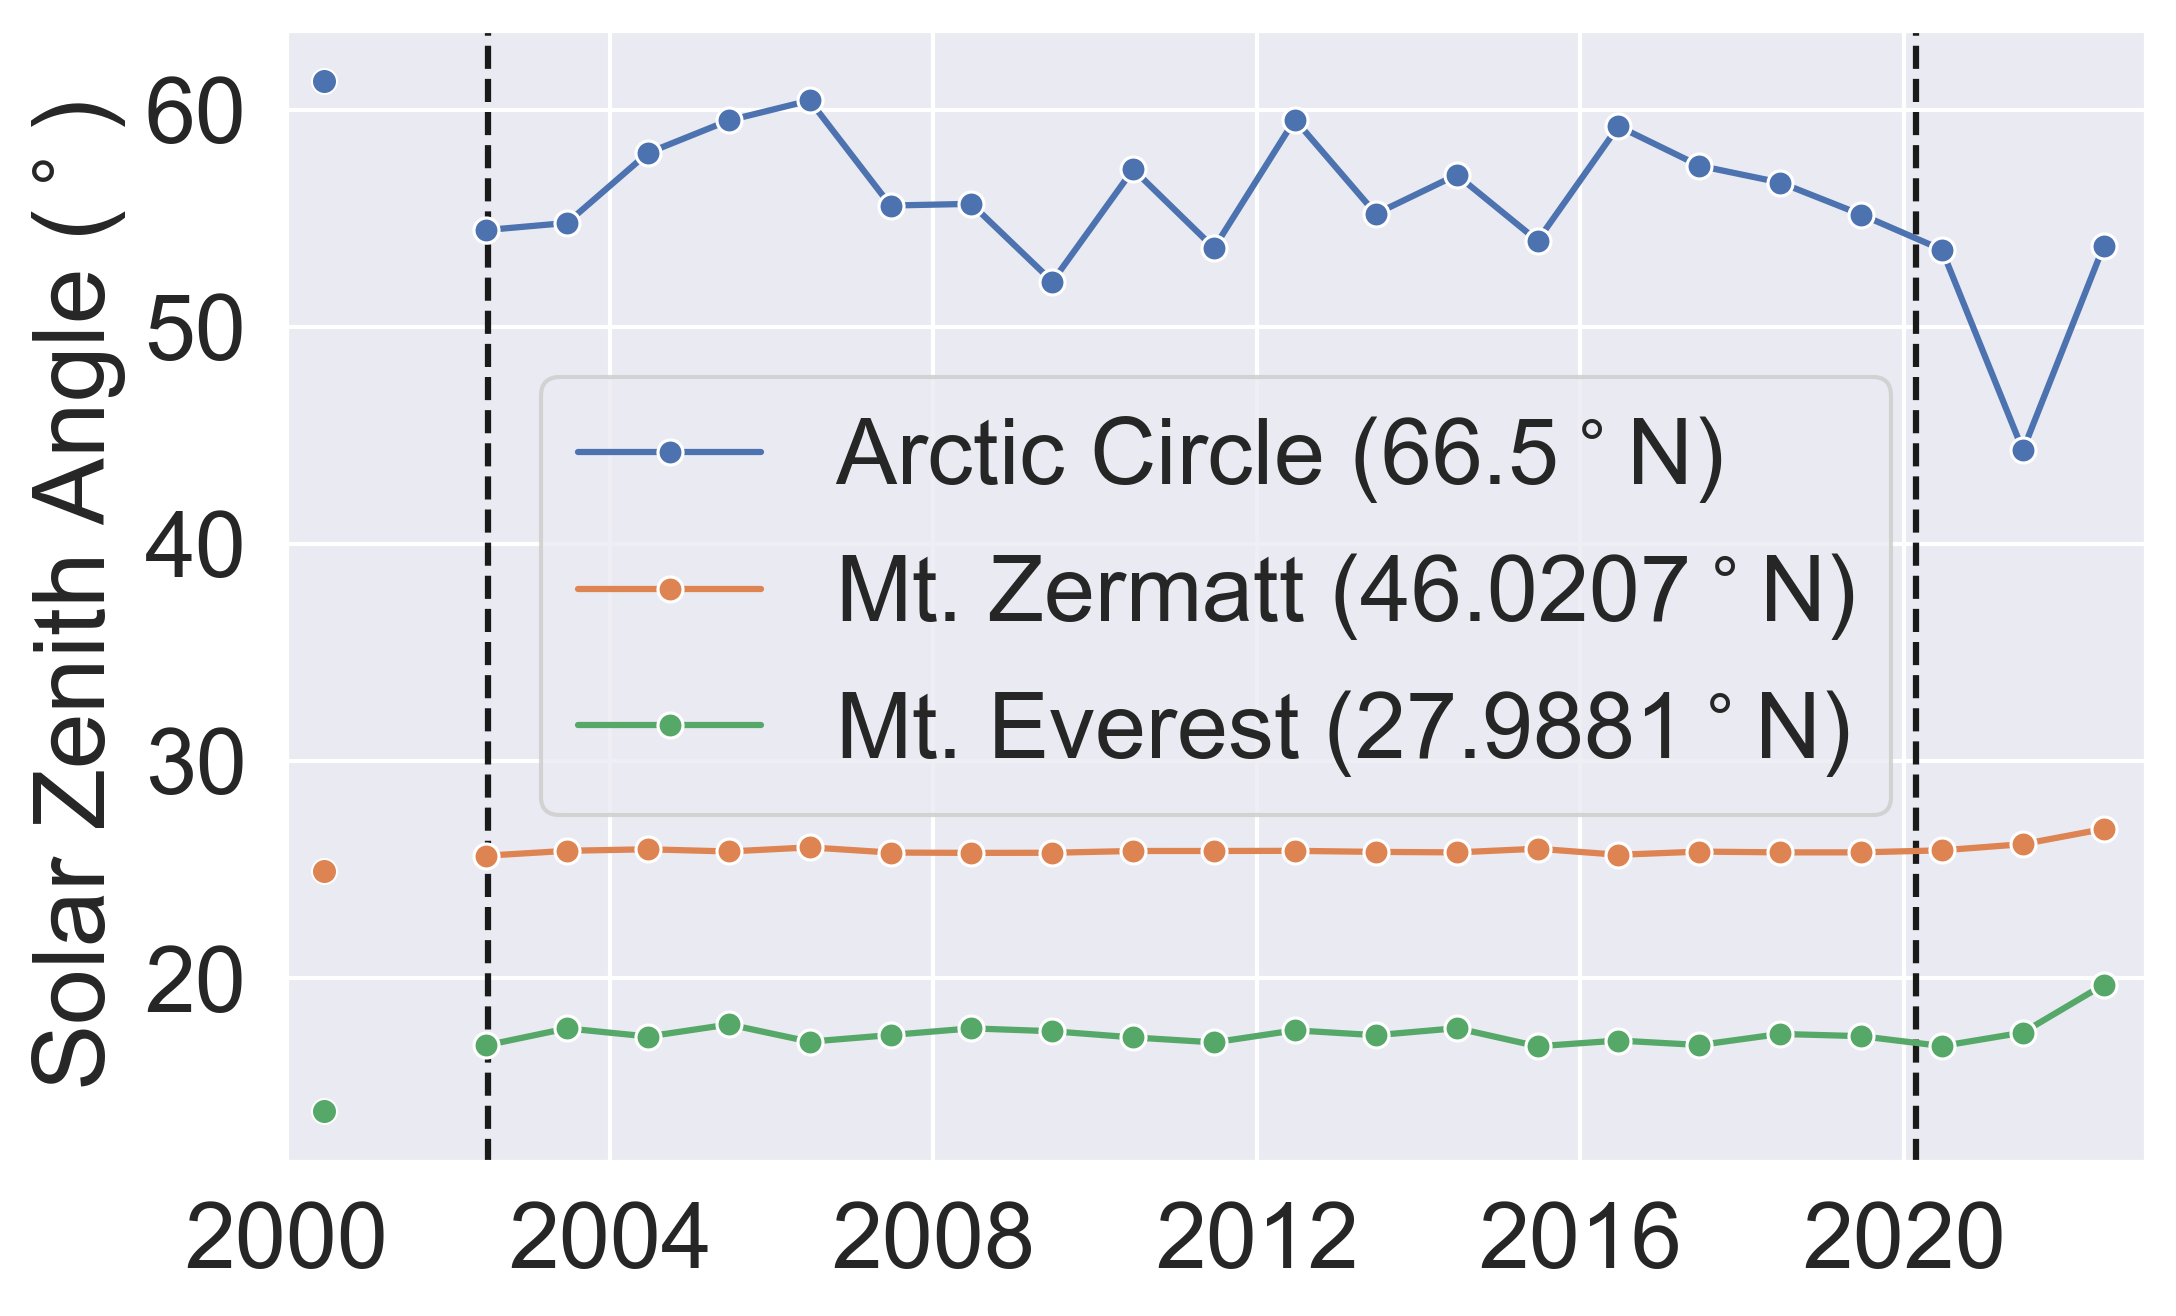 Solar Zenith Angle (°)
60
50
40
30
20
Arctic Circle (66.5°N)
Mt. Zermatt (46.0207°N)
Mt. Everest (27.9881°N)
2000 2004 2008 2012 2016 2020